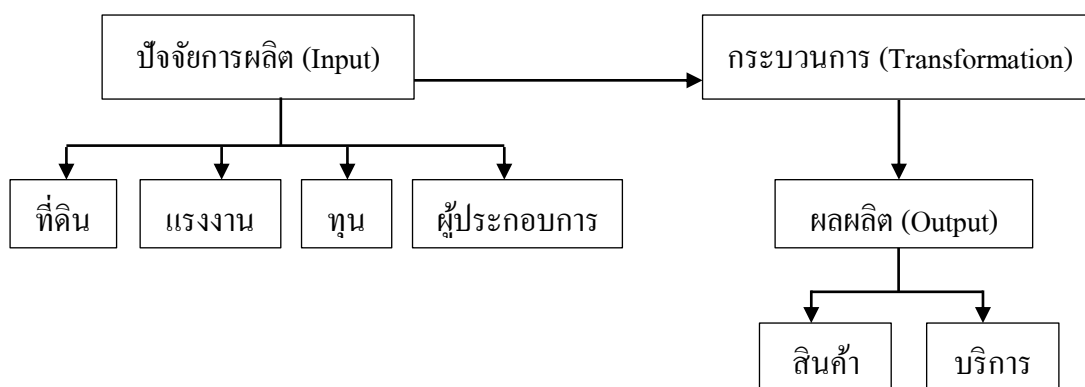 ปัจจัยการผลิต (Input)
กระบวนการ (Transformation)
ที่ดิน
แรงงาน
ทุน
ผู้ประกอบการ
ผลผลิต (Output)
สินค้า
บริการ